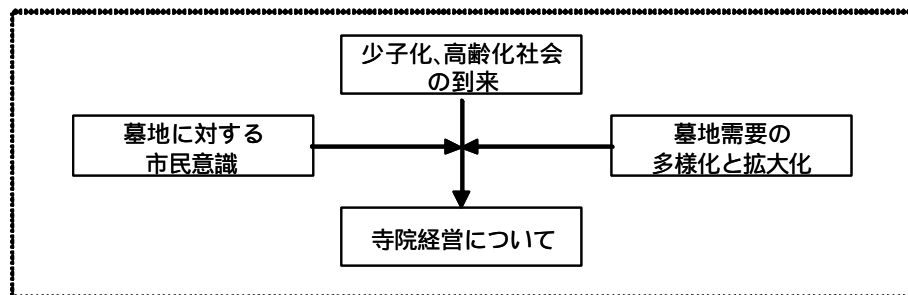 少子化、高齢化社会
の到来
墓地に対する
市民意識
墓地需要の
多様化と拡大化
寺院経営について